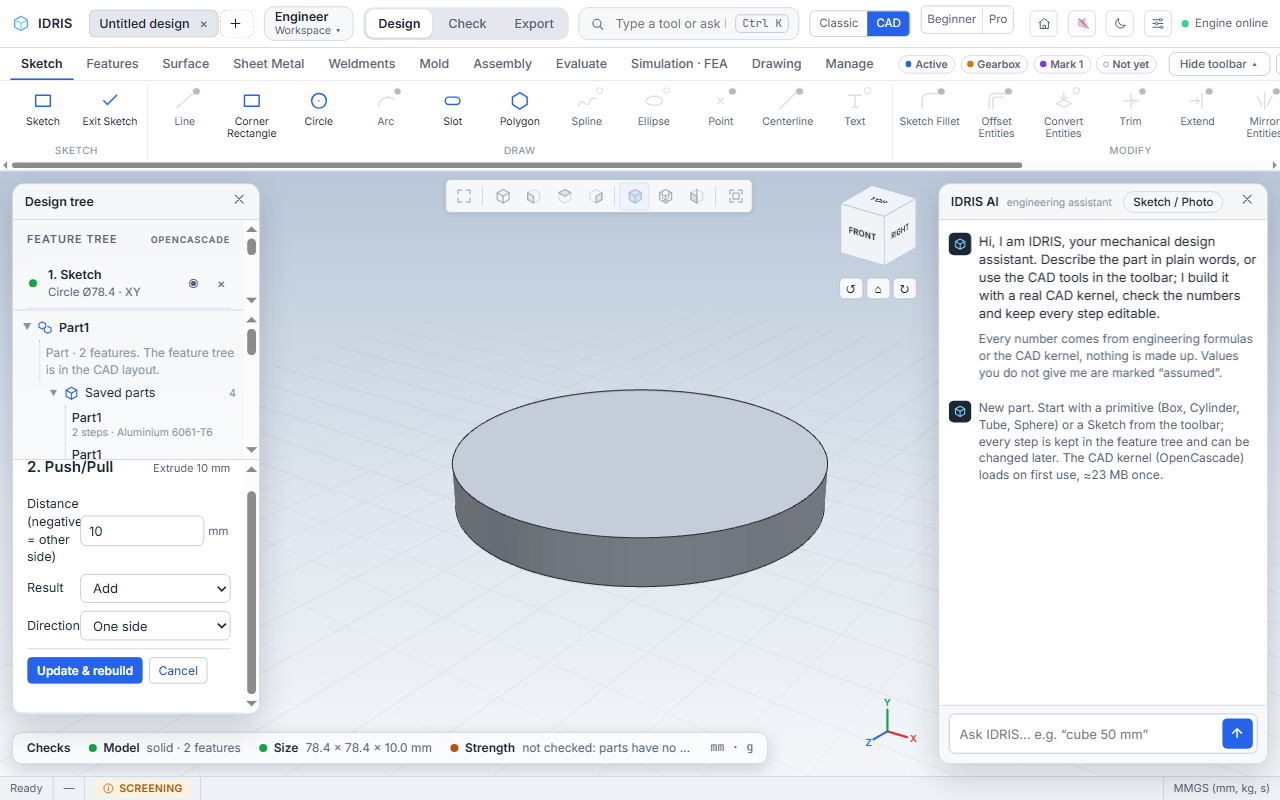 IDRIS
Untitled design ×
+
Engineer
Workspace
Design
Check
Export
Type a tool or ask
Ctrl K
Classic
CAD
Beginner
Pro
Engine online
Sketch
Features
Surface
Sheet Metal
Weldments
Mold
Assembly
Evaluate
Simulation · FEA
Drawing
Manage
Active
Gearbox
Mark 1
Not yet
Hide toolbar
Sketch
Exit Sketch
Line
Corner Rectangle
Circle
Arc
Slot
Polygon
Spline
Ellipse
Point
Centerline
Text
Sketch Fillet
Offset Entities
Convert Entities
Trim
Extend
Mirror
Entities
SKETCH
DRAW
MODIFY
Design tree
FEATURE TREE
OPENCASCADE
1. Sketch
Circle Ø78.4 · XY
Part1
Part · 2 features. The feature tree
is in the CAD layout.
Saved parts 4
Part1
2 steps · Aluminium 6061-T6
Part1
2. Push/Pull
Extrude 10 mm
Distance
(negative
= other
side)
10
mm
Result
Add
Direction
One side
Update & rebuild
Cancel
TOP
FRONT
RIGHT
IDRIS AI
engineering assistant
Sketch / Photo
Hi, I am IDRIS, your mechanical design
assistant. Describe the part in plain words, or
use the CAD tools in the toolbar; I build it
with a real CAD kernel, check the numbers
and keep every step editable.
Every number comes from engineering formulas
or the CAD kernel, nothing is made up. Values
you do not give me are marked “assumed”.
New part. Start with a primitive (Box, Cylinder,
Tube, Sphere) or a Sketch from the toolbar;
every step is kept in the feature tree and can be
changed later. The CAD kernel (OpenCascade)
loads on first use, ≈23 MB once.
Ask IDRIS... e.g. “cube 50 mm”
Y
X
Z
Checks
Model solid · 2 features
Size 78.4 × 78.4 × 10.0 mm
Strength not checked: parts have no ...
mm · g
Ready
—
SCREENING
MMGS (mm, kg, s)